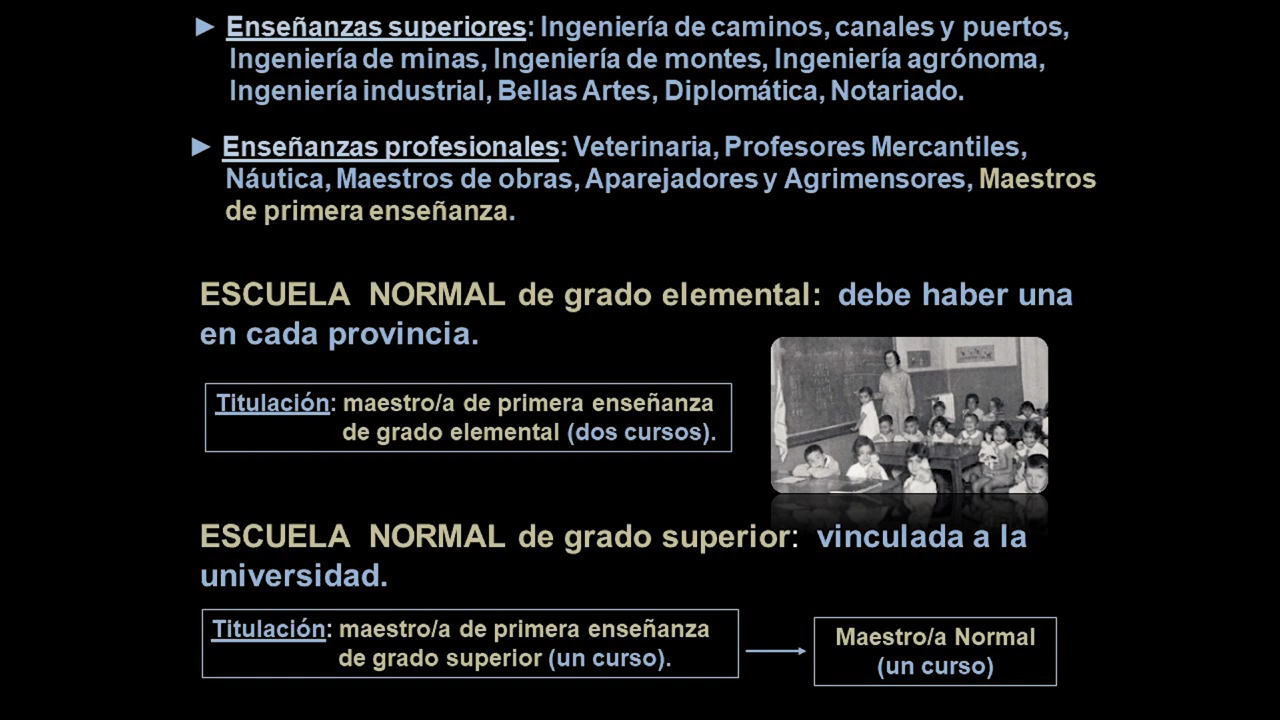 ► Enseñanzas superiores: Ingeniería de caminos, canales y puertos,
Ingeniería de minas, Ingeniería de montes, Ingeniería agrónoma,
Ingeniería industrial, Bellas Artes, Diplomática, Notariado.
► Enseñanzas profesionales: Veterinaria, Profesores Mercantiles,
Náutica, Maestros de obras, Aparejadores y Agrimensores, Maestros
de primera enseñanza.
ESCUELA NORMAL de grado elemental: debe haber una
en cada provincia.
Titulación: maestro/a de primera enseñanza
de grado elemental (dos cursos).
ESCUELA NORMAL de grado superior: vinculada a la
universidad.
Titulación: maestro/a de primera enseñanza
de grado superior (un curso).
Maestro/a Normal
(un curso)